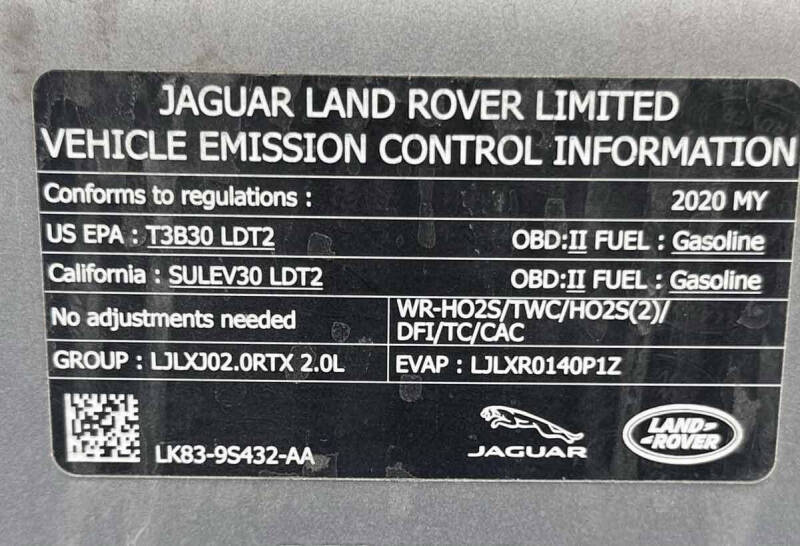 JAGUAR LAND ROVER LIMITED
VEHICLE EMISSION CONTROL INFORMATION
Conforms to regulations : 2020 MY
US EPA : T3B30 LDT2 OBD:II FUEL : Gasoline
California : SULEV30 LDT2 OBD:II FUEL : Gasoline
No adjustments needed
WR-HO2S/TWC/HO2S(2)/
DFI/TC/CAC
GROUP : LJLXJ02.0RTX 2.0L EVAP : LJLXR0140P1Z
LK83-9S432-AA
JAGUAR
LAND
ROVER